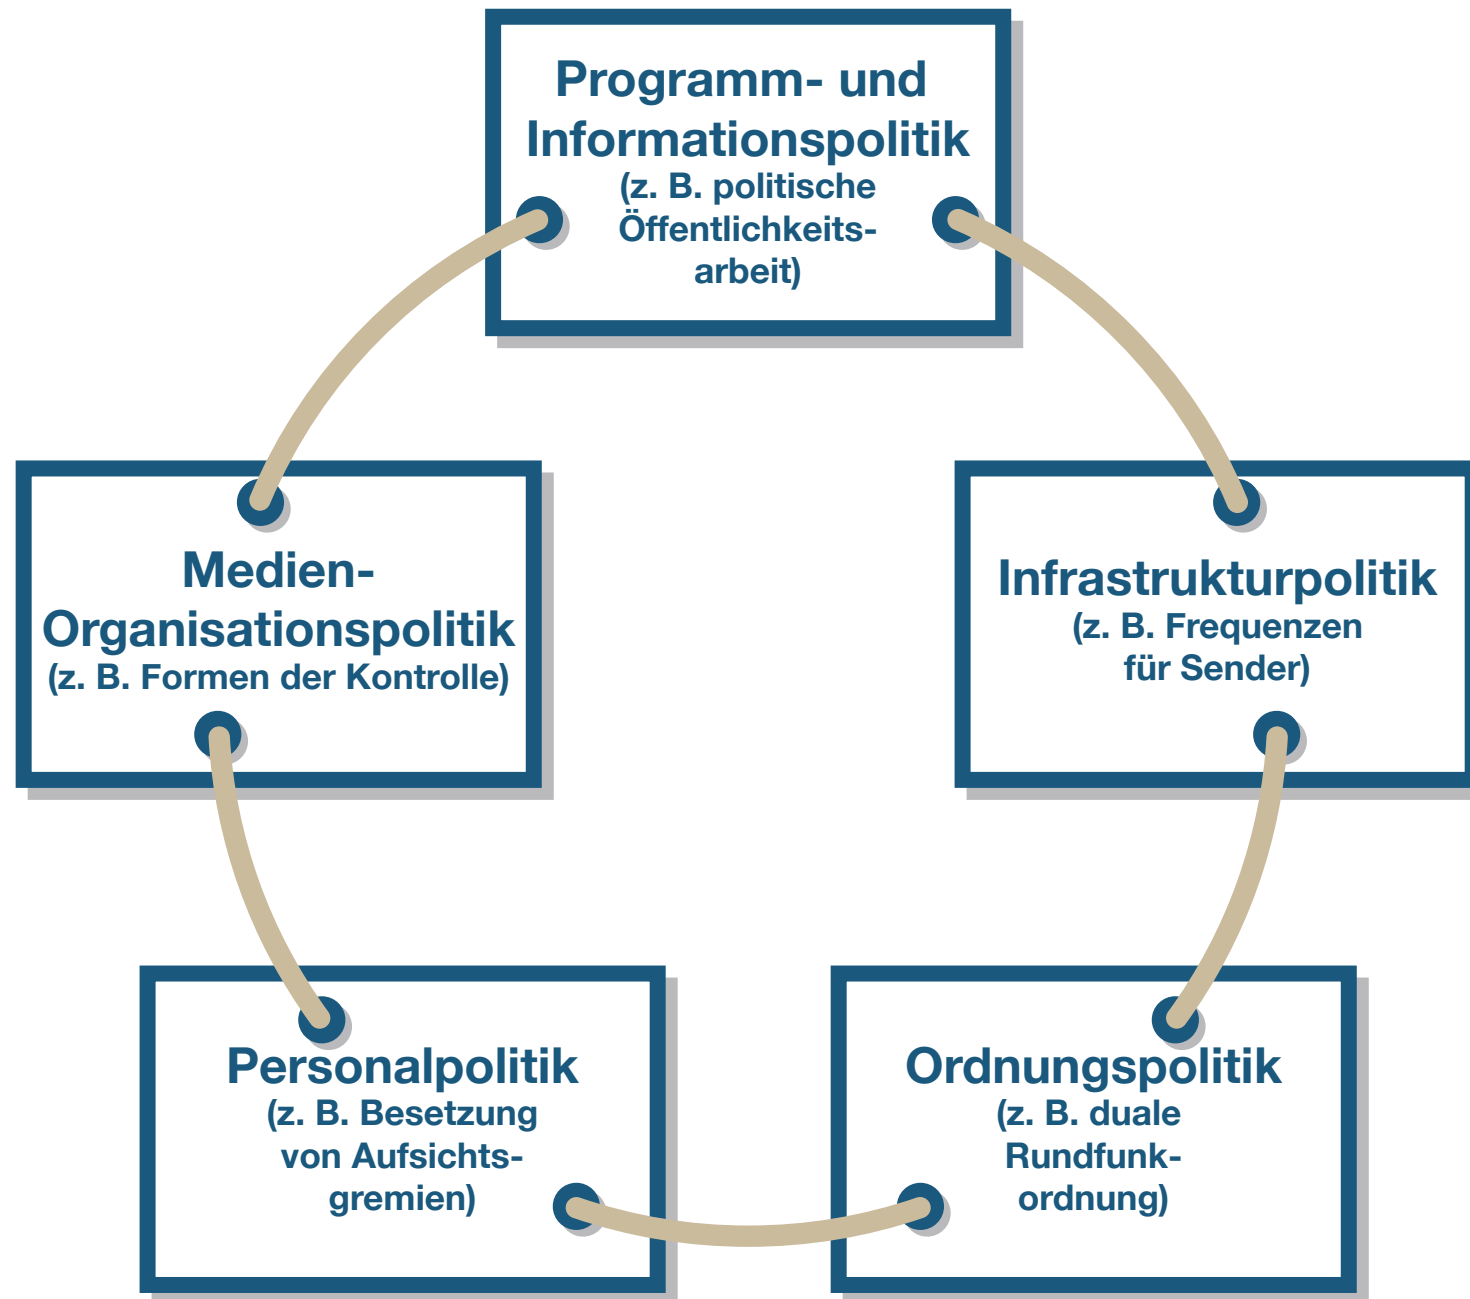 Programm- und
Informationspolitik
(z. B. politische
Öffentlichkeits-
arbeit)
Medien-
Organisationspolitik
(z. B. Formen der Kontrolle)
Infrastrukturpolitik
(z. B. Frequenzen
für Sender)
Personalpolitik
(z. B. Besetzung
von Aufsichts-
gremien)
Ordnungspolitik
(z. B. duale
Rundfunk-
ordnung)